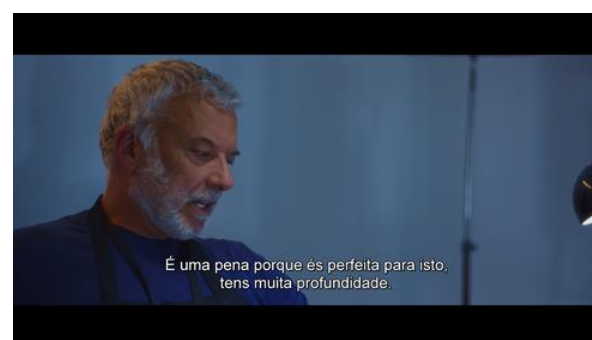 É uma pena porque és perfeita para isto,
tens muita profundidade.